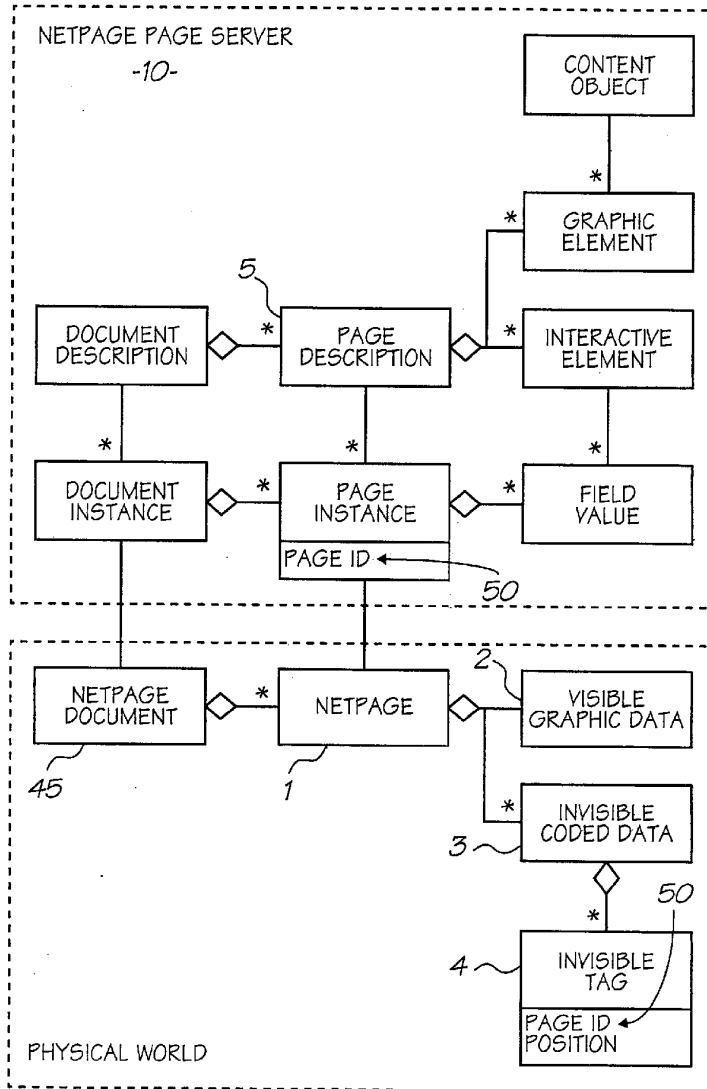 NETPAGE PAGE SERVER
-10-
CONTENT
OBJECT
*
*
GRAPHIC
ELEMENT
5
DOCUMENT
DESCRIPTION
*
PAGE
DESCRIPTION
*
INTERACTIVE
ELEMENT
*
*
*
DOCUMENT
INSTANCE
*
PAGE
INSTANCE
*
FIELD
VALUE
PAGE ID
50
NETPAGE
DOCUMENT
45
*
NETPAGE
1
2
VISIBLE
GRAPHIC DATA
*
INVISIBLE
CODED DATA
3
*
50
4
INVISIBLE
TAG
PAGE ID
POSITION
PHYSICAL WORLD